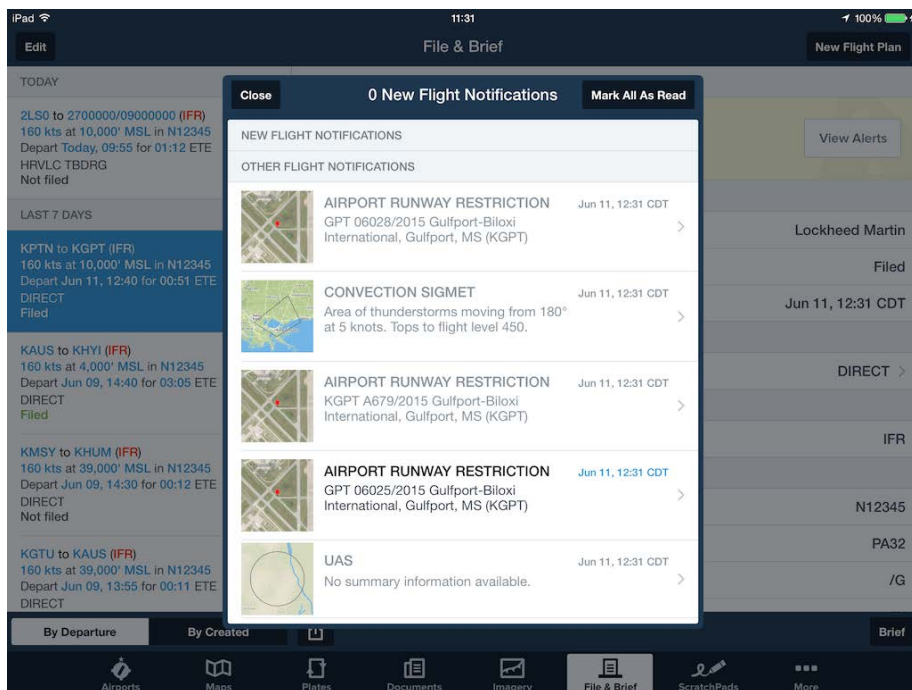 iPad
11:31
100%
Edit
File & Brief
New Flight Plan
TODAY
2LS0 to 2700000/09000000 (IFR)
160 kts at 10,000' MSL in N12345
Depart Today, 09:55 for 01:12 ETE
HRVLC TBDRG
Not filed
LAST 7 DAYS
KPTN to KGPT (IFR)
160 kts at 10,000' MSL in N12345
Depart Jun 11, 12:40 for 00:51 ETE
DIRECT
Filed
KAUS to KHYI (IFR)
160 kts at 4,000' MSL in N12345
Depart Jun 09, 14:40 for 03:05 ETE
DIRECT
Filed
KMSY to KHUM (IFR)
160 kts at 39,000' MSL in N12345
Depart Jun 09, 14:30 for 00:12 ETE
DIRECT
Not filed
KGTU to KAUS (IFR)
160 kts at 39,000' MSL in N12345
Depart Jun 09, 13:55 for 00:11 ETE
DIRECT
Close
0 New Flight Notifications
Mark All As Read
NEW FLIGHT NOTIFICATIONS
OTHER FLIGHT NOTIFICATIONS
AIRPORT RUNWAY RESTRICTION
Jun 11, 12:31 CDT
GPT 06028/2015 Gulfport-Biloxi
International, Gulfport, MS (KGPT)
CONVECTION SIGMET
Jun 11, 12:31 CDT
Area of thunderstorms moving from 180°
at 5 knots. Tops to flight level 450.
AIRPORT RUNWAY RESTRICTION
Jun 11, 12:31 CDT
KGPT A679/2015 Gulfport-Biloxi
International, Gulfport, MS (KGPT)
AIRPORT RUNWAY RESTRICTION
Jun 11, 12:31 CDT
GPT 06025/2015 Gulfport-Biloxi
International, Gulfport, MS (KGPT)
UAS
Jun 11, 12:31 CDT
No summary information available.
View Alerts
Lockheed Martin
Filed
Jun 11, 12:31 CDT
DIRECT
IFR
N12345
PA32
/G
By Departure
By Created
Brief
Airports
Maps
Plates
Documents
Imagery
File & Brief
ScratchPads
More